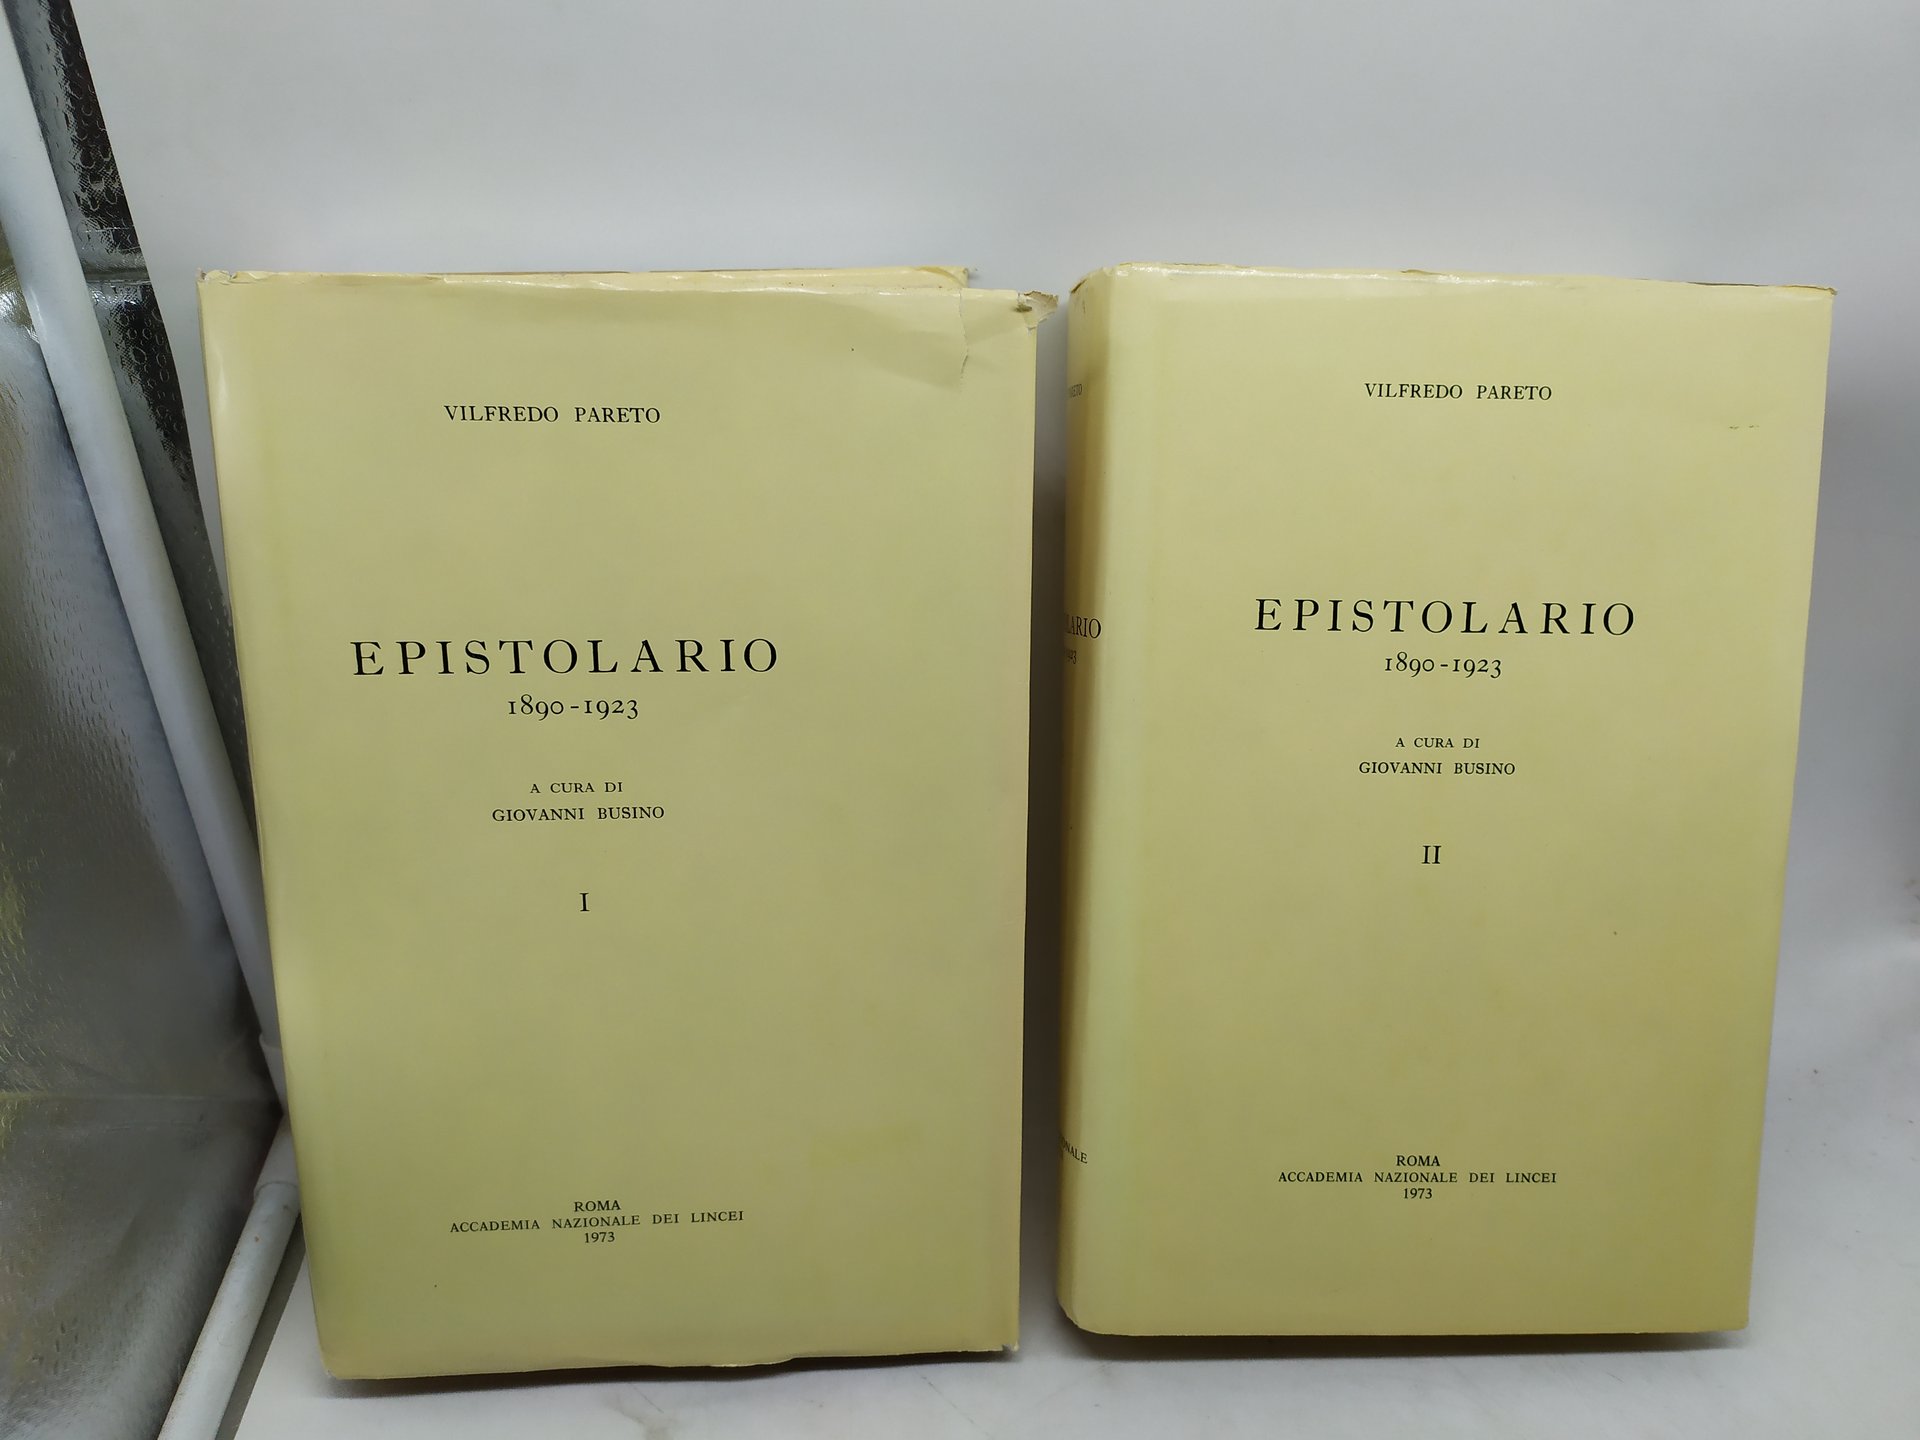 VILFREDO PARETO
EPISTOLARIO
1890-1923
A CURA DI
GIOVANNI BUSINO
I
ROMA
ACCADEMIA NAZIONALE DEI LINCEI
1973
VILFREDO PARETO
EPISTOLARIO
1890-1923
A CURA DI
GIOVANNI BUSINO
II
ROMA
ACCADEMIA NAZIONALE DEI LINCEI
1973